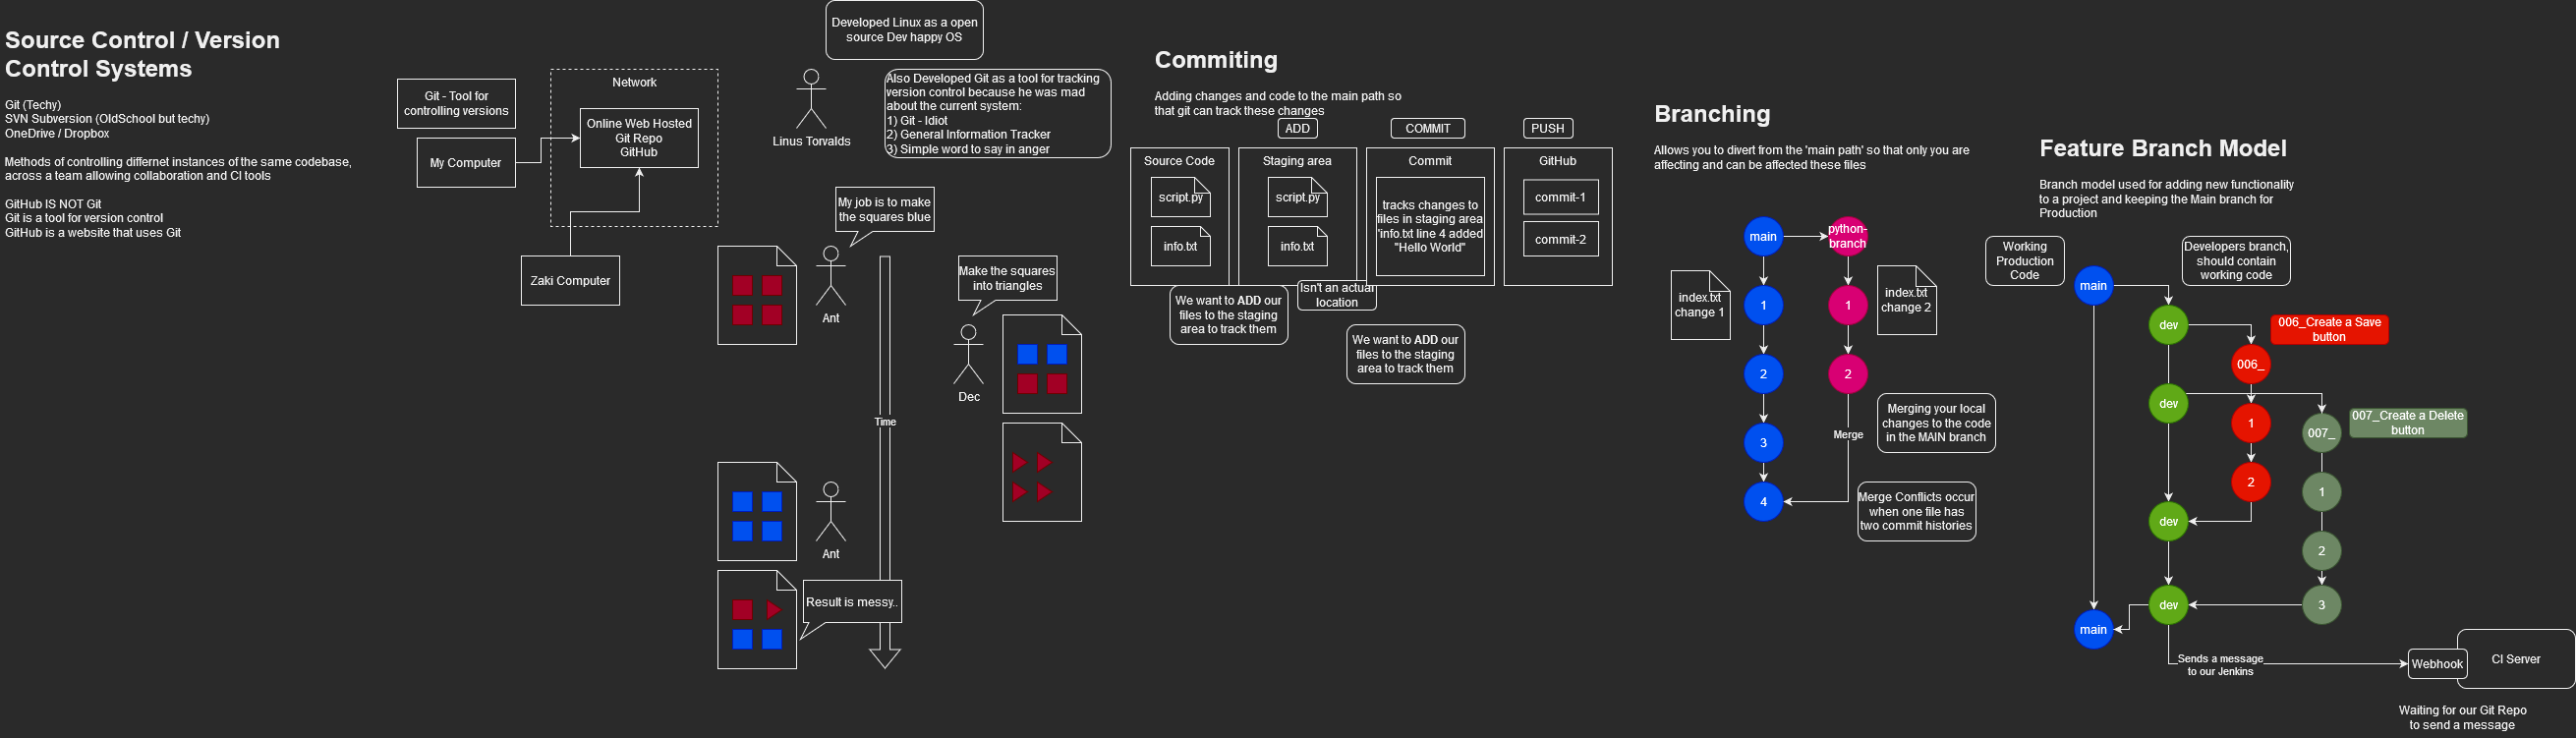 Source Control / Version
Control Systems
Git (Techy)
SVN Subversion (OldSchool but techy)
OneDrive / Dropbox
Methods of controlling differnet instances of the same codebase,
across a team allowing collaboration and CI tools
GitHub IS NOT Git
Git is a tool for version control
GitHub is a website that uses Git
Git - Tool for
controlling versions
My Computer
Network
Online Web Hosted
Git Repo
GitHub
Zaki Computer
Developed Linux as a open
source Dev happy OS
Linus Torvalds
Also Developed Git as a tool for tracking
version control because he was mad
about the current system:
1) Git - Idiot
2) General Information Tracker
3) Simple word to say in anger
My job is to make
the squares blue
Ant
Make the squares
into triangles
Dec
Time
Ant
Result is messy..
Commiting
Adding changes and code to the main path so
that git can track these changes
ADD
COMMIT
PUSH
Source Code
script.py
info.txt
Staging area
script.py
info.txt
Commit
tracks changes to
files in staging area
'info.txt line 4 added
"Hello World"
GitHub
commit-1
commit-2
We want to ADD our
files to the staging
area to track them
Isn't an actual
location
We want to ADD our
files to the staging
area to track them
Branching
Allows you to divert from the 'main path' so that only you are
affecting and can be affected these files
main
python-
branch
index.txt
change 1
1
1
index.txt
change 2
2
2
3
Merge
4
Merging your local
changes to the code
in the MAIN branch
Merge Conflicts occur
when one file has
two commit histories
Feature Branch Model
Branch model used for adding new functionality
to a project and keeping the Main branch for
Production
Working
Production
Code
Developers branch,
should contain
working code
main
dev
006_Create a Save
button
006_
dev
1
007_Create a Delete
button
007_
2
1
dev
2
dev
3
main
Sends a message
to our Jenkins
Webhook
CI Server
Waiting for our Git Repo
to send a message